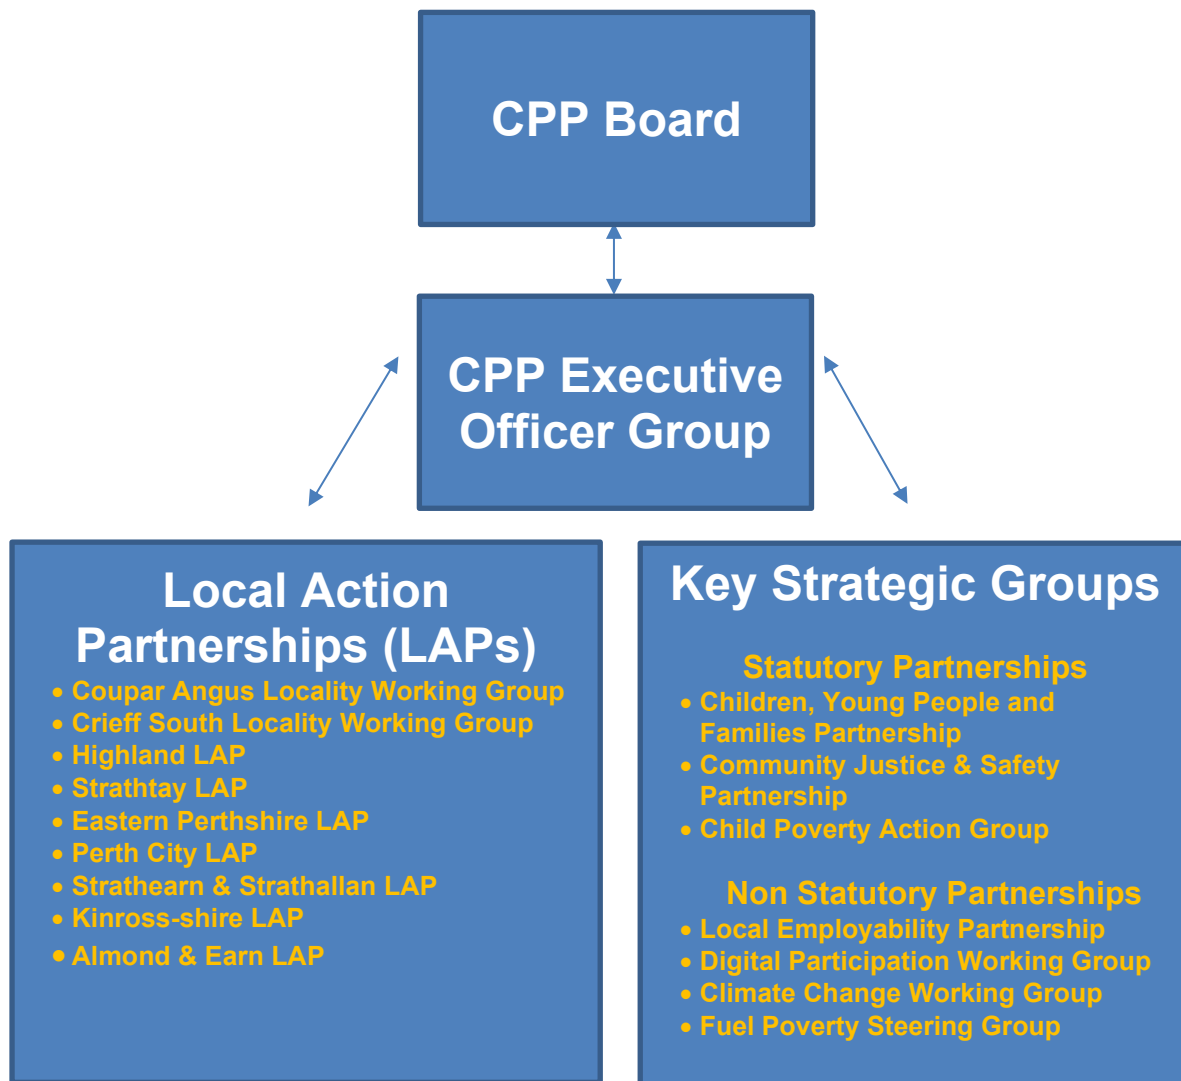 CPP Board
CPP Executive
Officer Group
Local Action
Partnerships (LAPs)
• Coupar Angus Locality Working Group
• Crieff South Locality Working Group
• Highland LAP
• Strathtay LAP
• Eastern Perthshire LAP
• Perth City LAP
• Strathearn & Strathallan LAP
• Kinross-shire LAP
• Almond & Earn LAP
Key Strategic Groups
Statutory Partnerships
• Children, Young People and
Families Partnership
• Community Justice & Safety
Partnership
• Child Poverty Action Group
Non Statutory Partnerships
• Local Employability Partnership
• Digital Participation Working Group
• Climate Change Working Group
• Fuel Poverty Steering Group